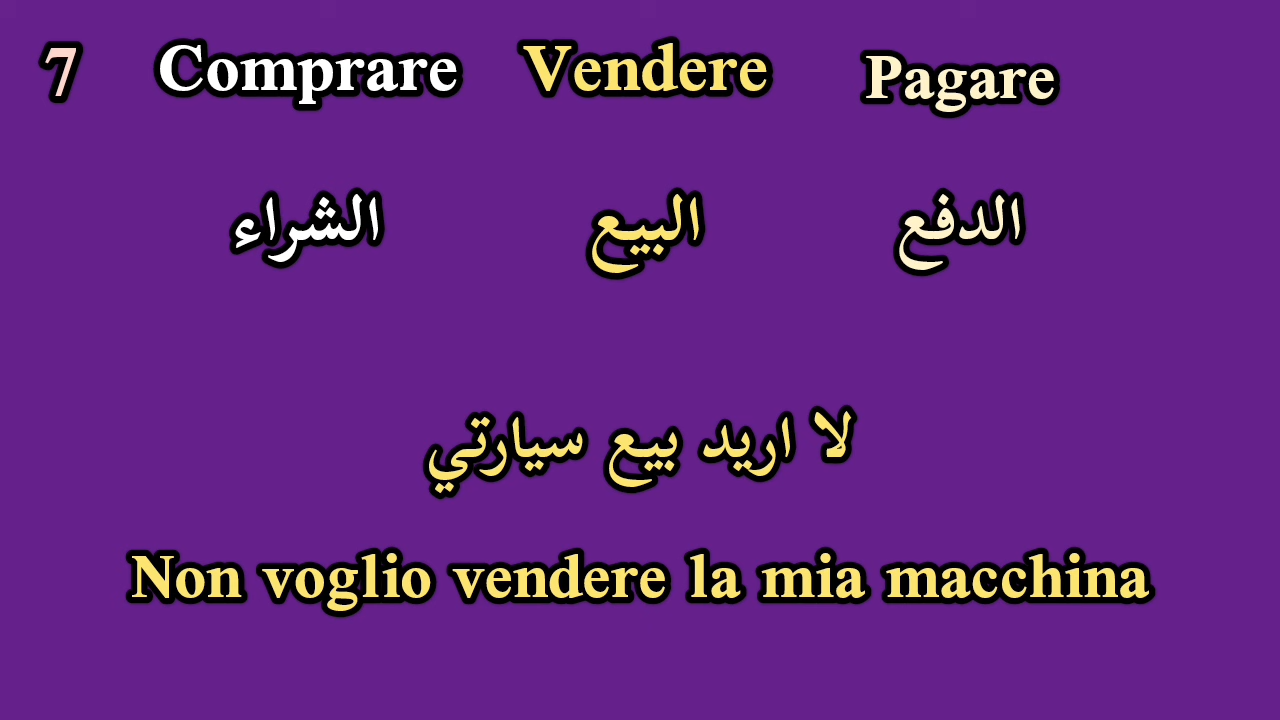 7 Comprare Vendere Pagare
الشراء البيع الدفع
لا اريد بيع سيارتي
Non voglio vendere la mia macchina